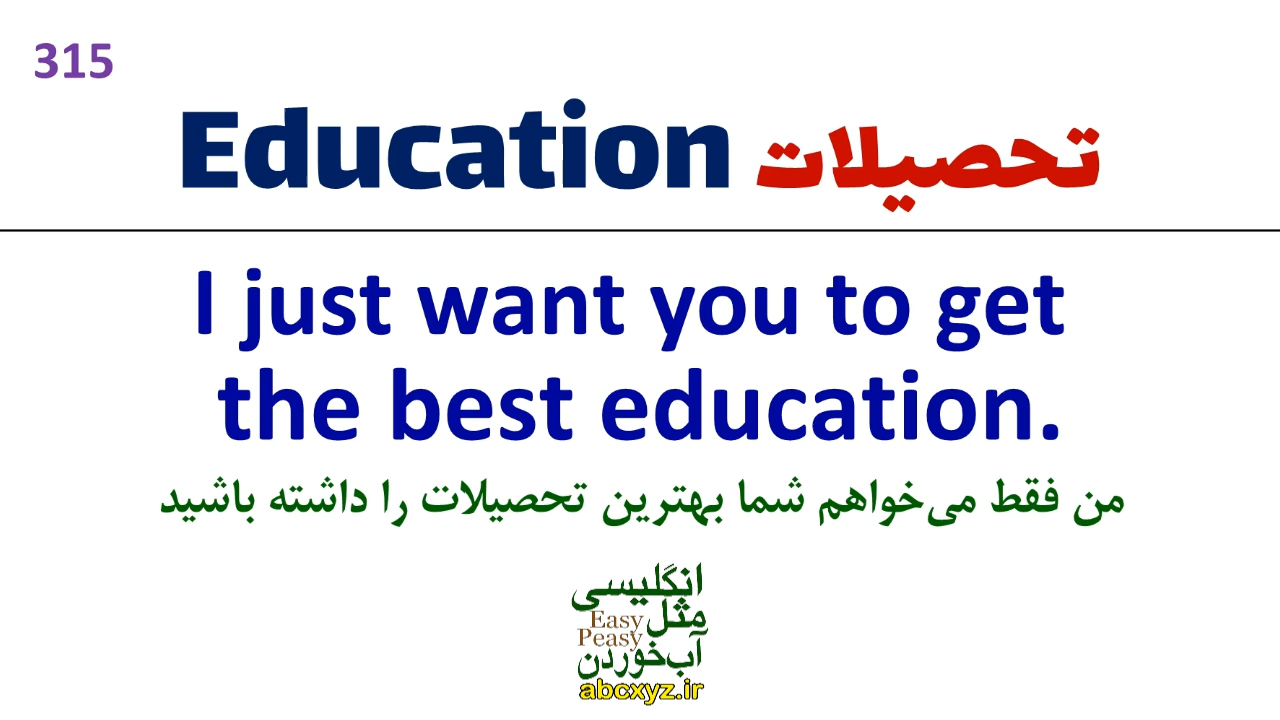 315
Education تحصیلات
I just want you to get
the best education.
من فقط می‌خواهم شما بهترین تحصیلات را داشته باشید
انگلیسی
مثل
Easy
Peasy
آب‌خوردن
abcxyz.ir